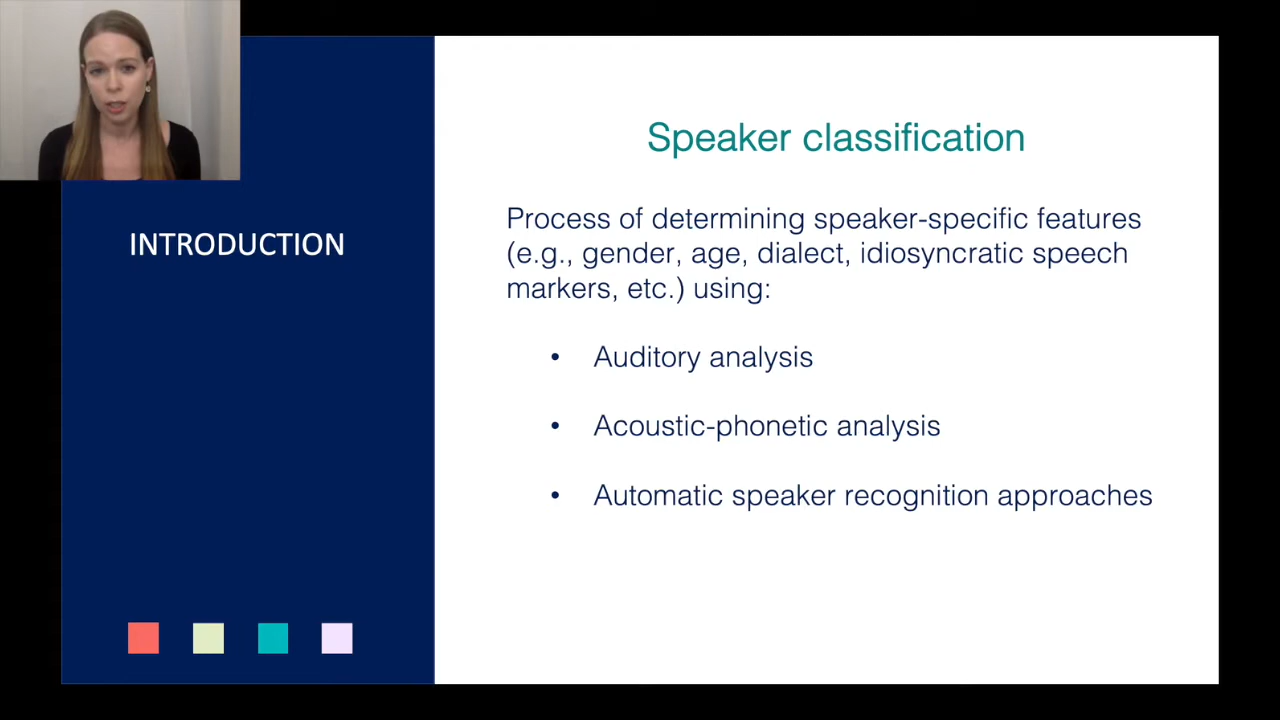 INTRODUCTION
Speaker classification
Process of determining speaker-specific features
(e.g., gender, age, dialect, idiosyncratic speech
markers, etc.) using:
• Auditory analysis
• Acoustic-phonetic analysis
• Automatic speaker recognition approaches